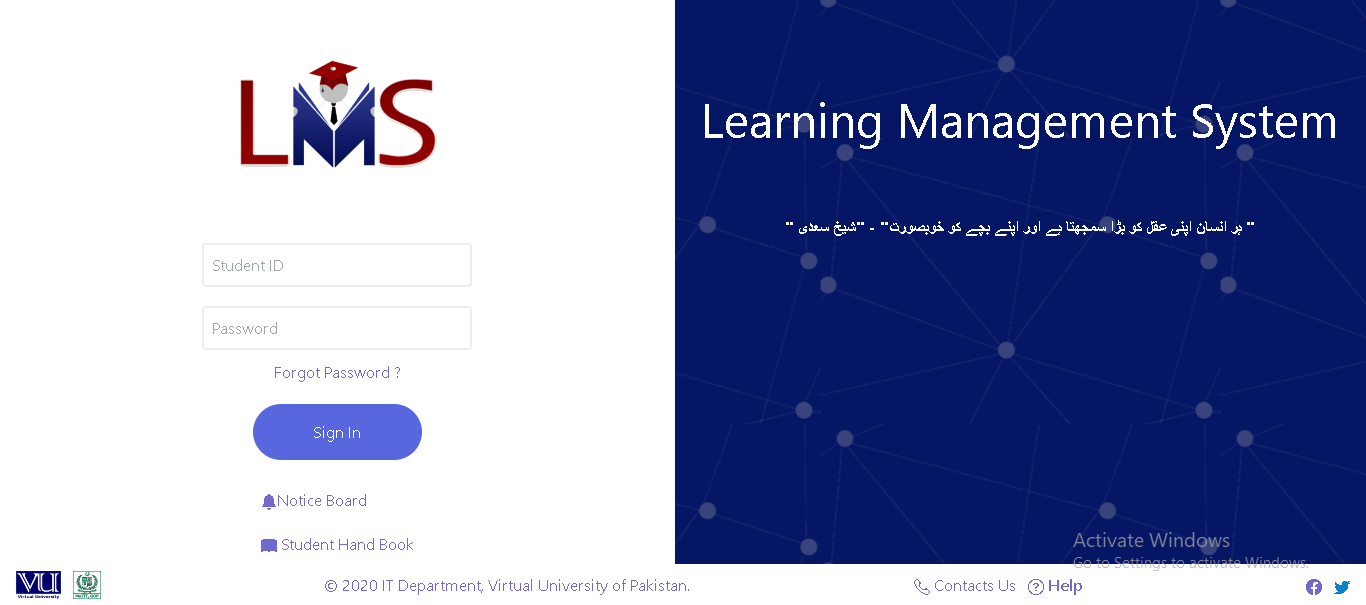 LMS
Student ID
Password
Forgot Password ?
Sign In
Notice Board
Student Hand Book
Learning Management System
" ہر انسان اپنی عقل کو بڑا سمجھتا ہے اور اپنے بچے کو خوبصورت"" - ""شیخ سعدی ""
Activate Windows
Go to Settings to activate Windows.
VU
Virtual University
© 2020 IT Department, Virtual University of Pakistan.
Contacts Us
Help